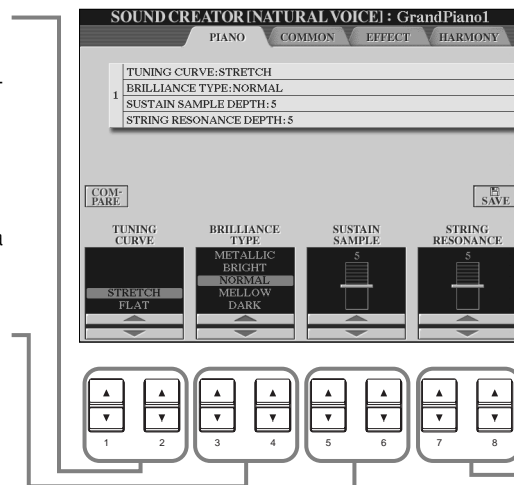 SOUND CREATOR [NATURAL VOICE] : GrandPiano1
PIANO COMMON EFFECT HARMONY
TUNING CURVE:STRETCH
1
BRILLIANCE TYPE:NORMAL
SUSTAIN SAMPLE DEPTH:5
STRING RESONANCE DEPTH:5
COM-
PARE
SAVE
TUNING
CURVE
BRILLIANCE
TYPE
SUSTAIN
SAMPLE
STRING
RESONANCE
STRETCH
FLAT
METALLIC
BRIGHT
NORMAL
MELLOW
DARK
5
5
1 2 3 4 5 6 7 8